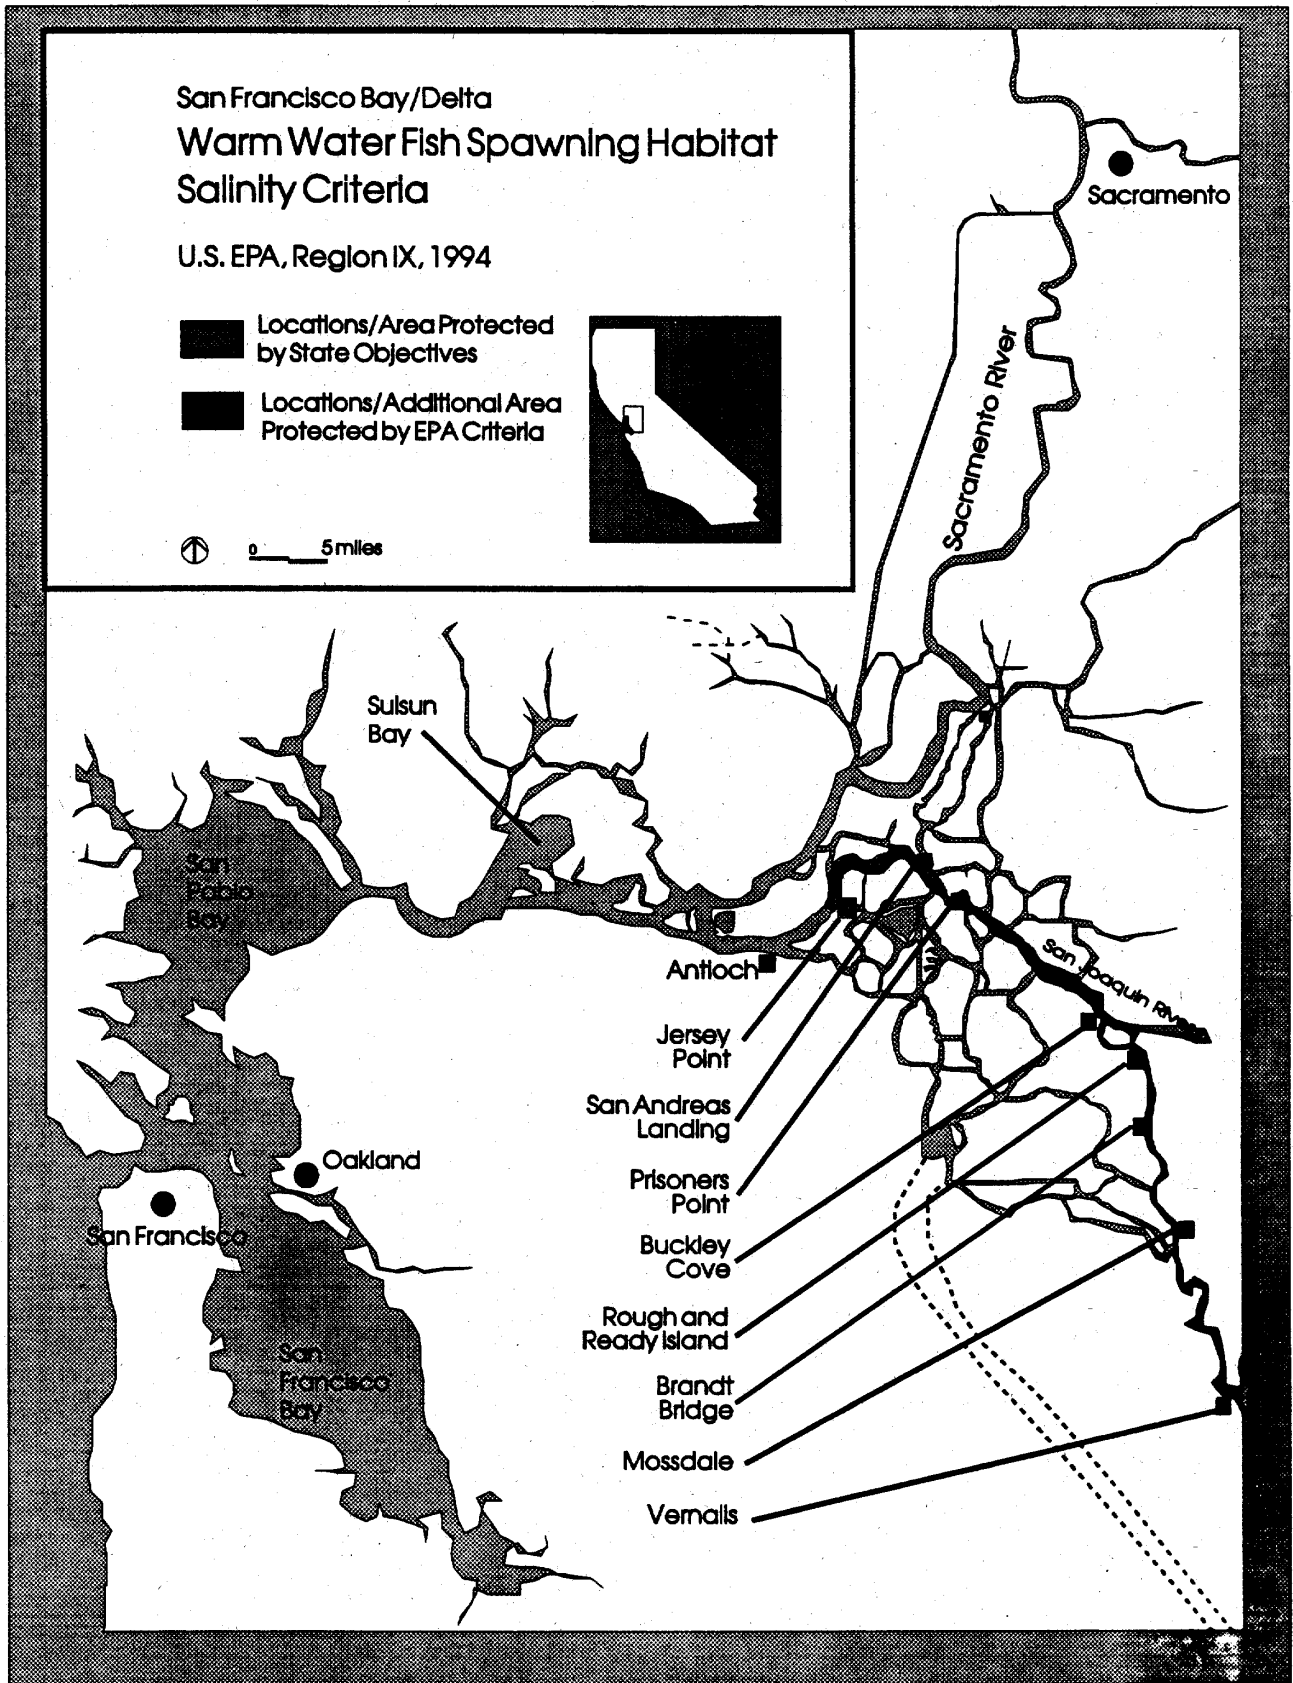 San Francisco Bay/Delta
Warm Water Fish Spawning Habitat
Salinity Criteria
U.S. EPA, Region IX, 1994
Locations/Area Protected
by State Objectives
Locations/Additional Area
Protected by EPA Criteria
0 5 miles
Sacramento
Sacramento River
Suisun
Bay
San
Pablo
Bay
Antioch
San Joaquin River
Jersey
Point
San Andreas
Landing
Prisoners
Point
Oakland
San Francisco
Buckley
Cove
Rough and
Ready Island
San
Francisco
Bay
Brandt
Bridge
Mossdale
Vernalis